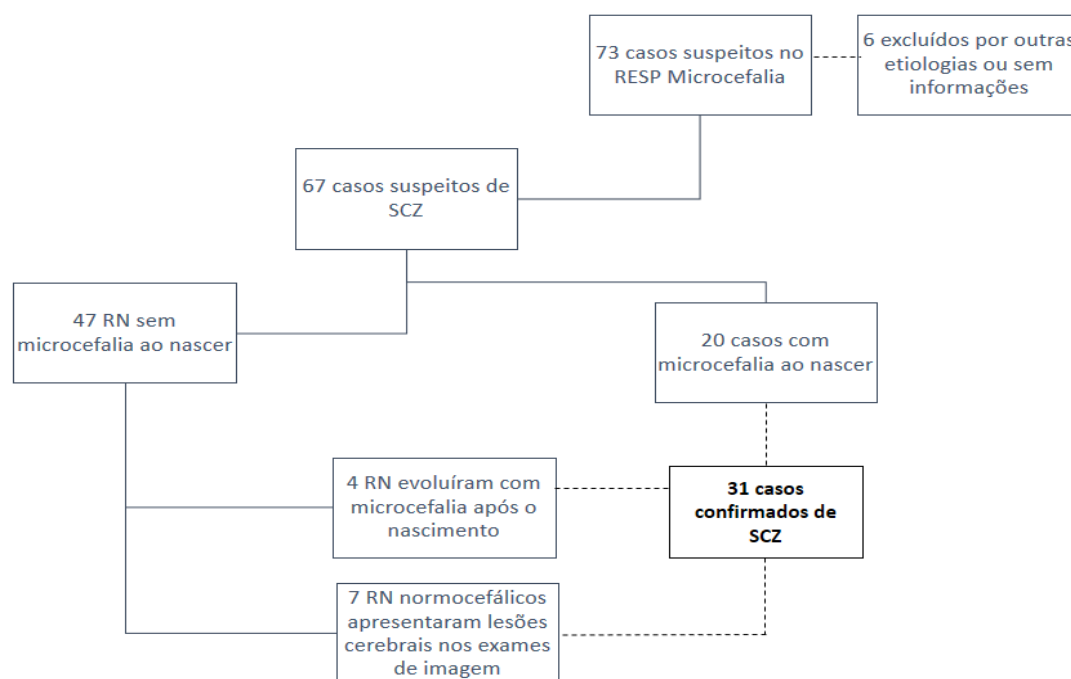 73 casos suspeitos no
RESP Microcefalia
6 excluídos por outras
etiologias ou sem
informações
67 casos suspeitos de
SCZ
47 RN sem
microcefalia ao nascer
20 casos com
microcefalia ao nascer
4 RN evoluíram com
microcefalia após o
nascimento
31 casos
confirmados de
SCZ
7 RN normocefálicos
apresentaram lesões
cerebrais nos exames
de imagem